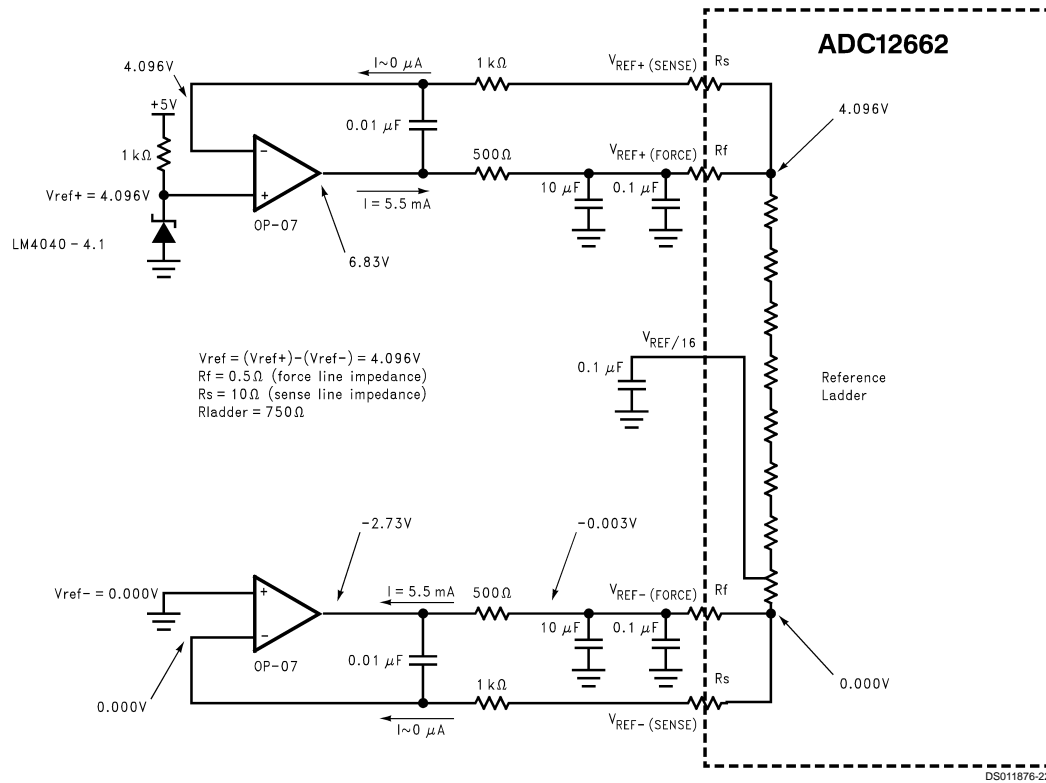 ADC12662
4.096V
I~0 μA
1 kΩ
VREF+ (SENSE)
Rs
+5V
4.096V
0.01 μF
1kΩ
500Ω
VREF+ (FORCE)
Rf
−
+
Vref+ = 4.096V
10 μF
0.1 μF
I = 5.5 mA
OP-07
LM4040 - 4.1
6.83V
Vref = (Vref+)-(Vref-) = 4.096V
Rf = 0.5Ω (force line impedance)
Rs = 10Ω (sense line impedance)
Rladder = 750Ω
VREF/16
0.1 μF
Reference
Ladder
-2.73V
-0.003V
Vref- = 0.000V
+
−
I = 5.5 mA
500Ω
VREF- (FORCE)
Rf
10 μF
0.1 μF
OP-07
0.01 μF
1 kΩ
Rs
0.000V
0.000V
I~0 μA
VREF- (SENSE)
DS011876-22